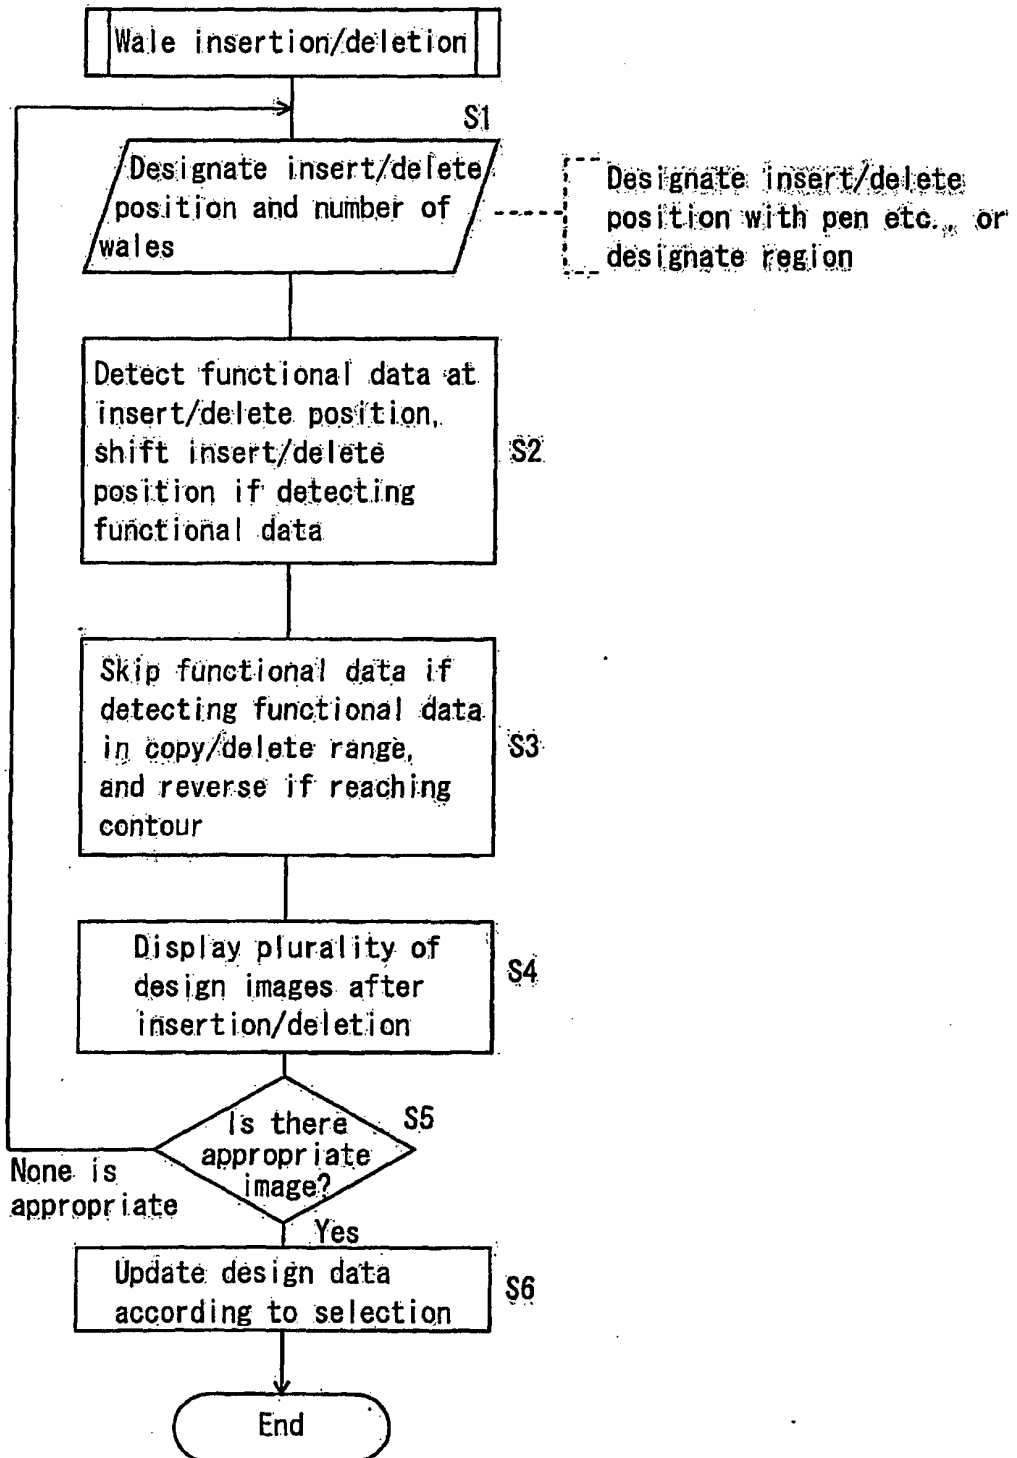 Wale insertion/deletion
S1
Designate insert/delete
position and number of
wales
Designate insert/delete
position with pen etc., or
designate region
Detect functional data at
insert/delete position,
shift insert/delete
position if detecting
functional data
S2
Skip functional data if
detecting functional data
in copy/delete range,
and reverse if reaching
contour
S3
Display plurality of
design images after
insertion/deletion
S4
Is there
appropriate
image?
S5
None is
appropriate
Yes
Update design data
according to selection
S6
End